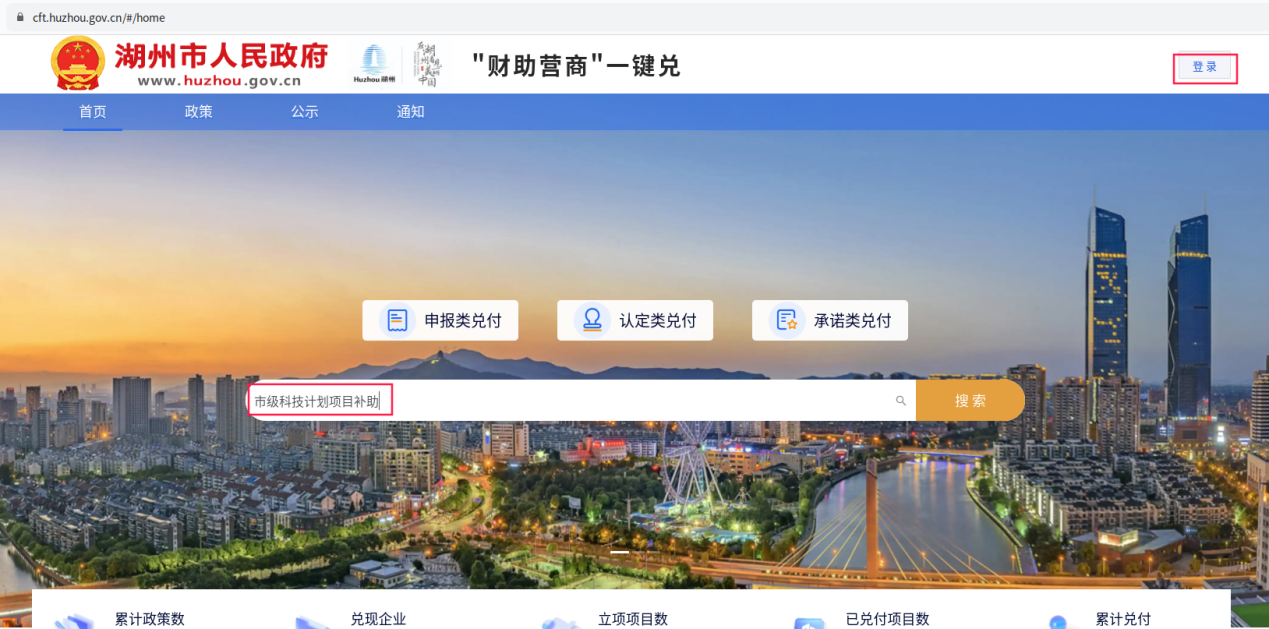 cft.huzhou.gov.cn/#/home
湖州市人民政府
www.huzhou.gov.cn
Huzhou 湖州
"财助营商"一键兑
登 录
首页 政策 公示 通知
申报类兑付 认定类兑付 承诺类兑付
市级科技计划项目补助
搜 索
累计政策数 兑现企业 立项项目数 已兑付项目数 累计兑付